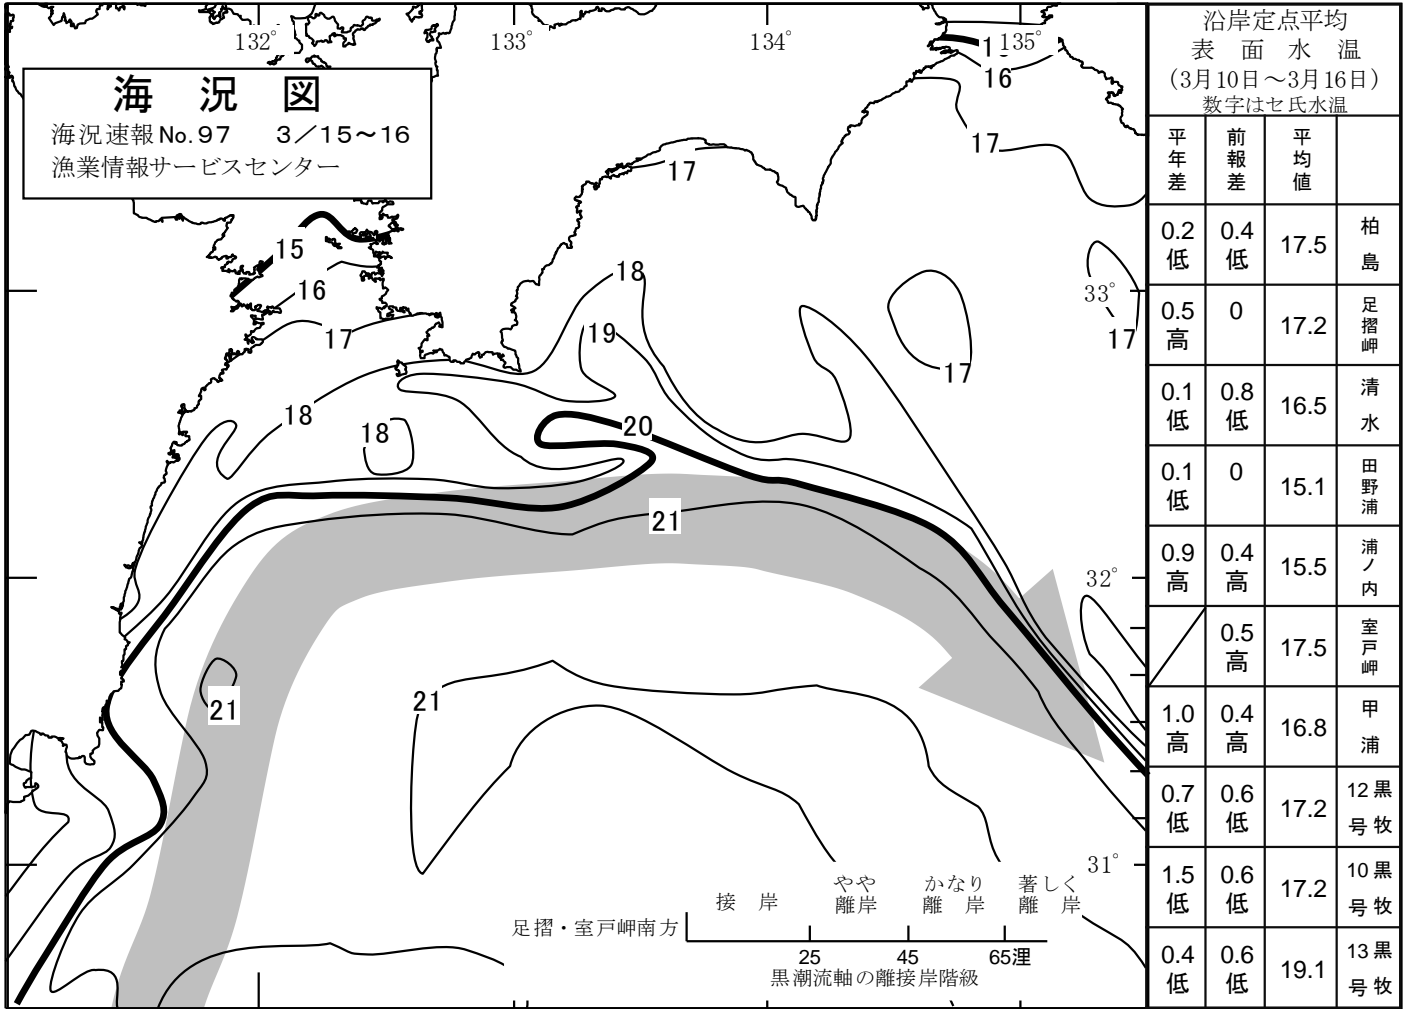 132°
133°
134°
135°
1
海況図
海況速報No.97 3／15～16
漁業情報サービスセンター
16
17
17
15
16
17
18
18
18
19
20
21
21
21
17
17
33°
32°
31°
接岸
やや離岸
かなり離岸
著しく離岸
足摺・室戸岬南方
25 45 65浬
黒潮流軸の離接岸階級
沿岸定点平均
表面水温
(3月10日～3月16日)
数字はセ氏水温
平年差 前報差 平均値
0.2低 0.4低 17.5 柏島
0.5高 0 17.2 足摺岬
0.1低 0.8低 16.5 清水
0.1低 0 15.1 田野浦
0.9高 0.4高 15.5 浦ノ内
0.5高 17.5 室戸岬
1.0高 0.4高 16.8 甲浦
0.7低 0.6低 17.2 黒牧12号
1.5低 0.6低 17.2 黒牧10号
0.4低 0.6低 19.1 黒牧13号